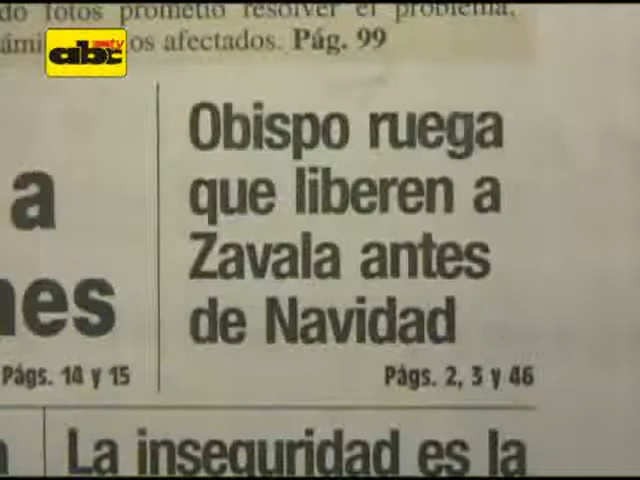 do fotos prometió resolver el problema,
os afectados. Pág. 99
abc
tv
Obispo ruega
que liberen a
Zavala antes
de Navidad
Págs. 2, 3 y 46
a
nes
Págs. 14 y 15
La inseguridad es la